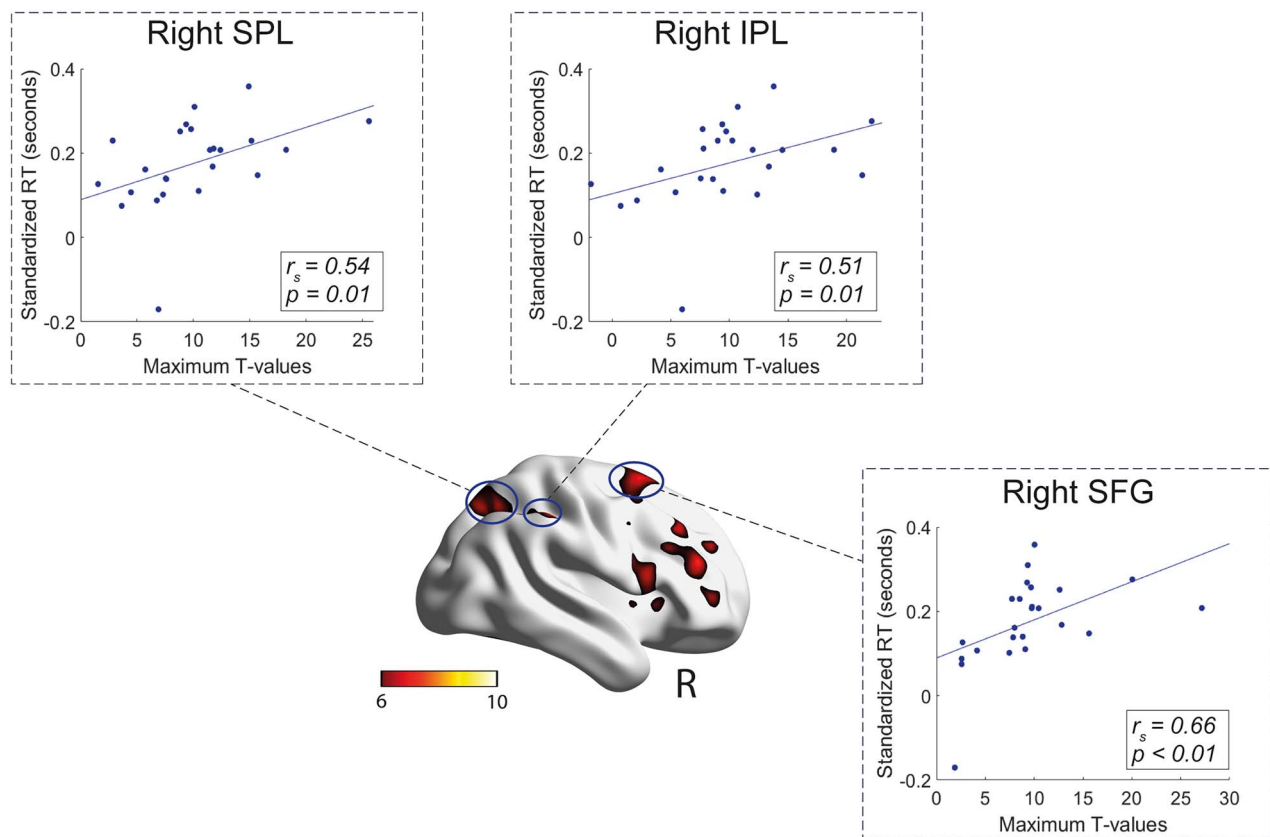 Right SPL
Standardized RT (seconds)
0.4
0.2
0
-0.2
r_s = 0.54
p = 0.01
0 5 10 15 20 25
Maximum T-values
Right IPL
Standardized RT (seconds)
0.4
0.2
0
-0.2
r_s = 0.51
p = 0.01
0 5 10 15 20
Maximum T-values
Right SFG
Standardized RT (seconds)
0.4
0.2
0
-0.2
r_s = 0.66
p < 0.01
0 5 10 15 20 25 30
Maximum T-values
6 10
R